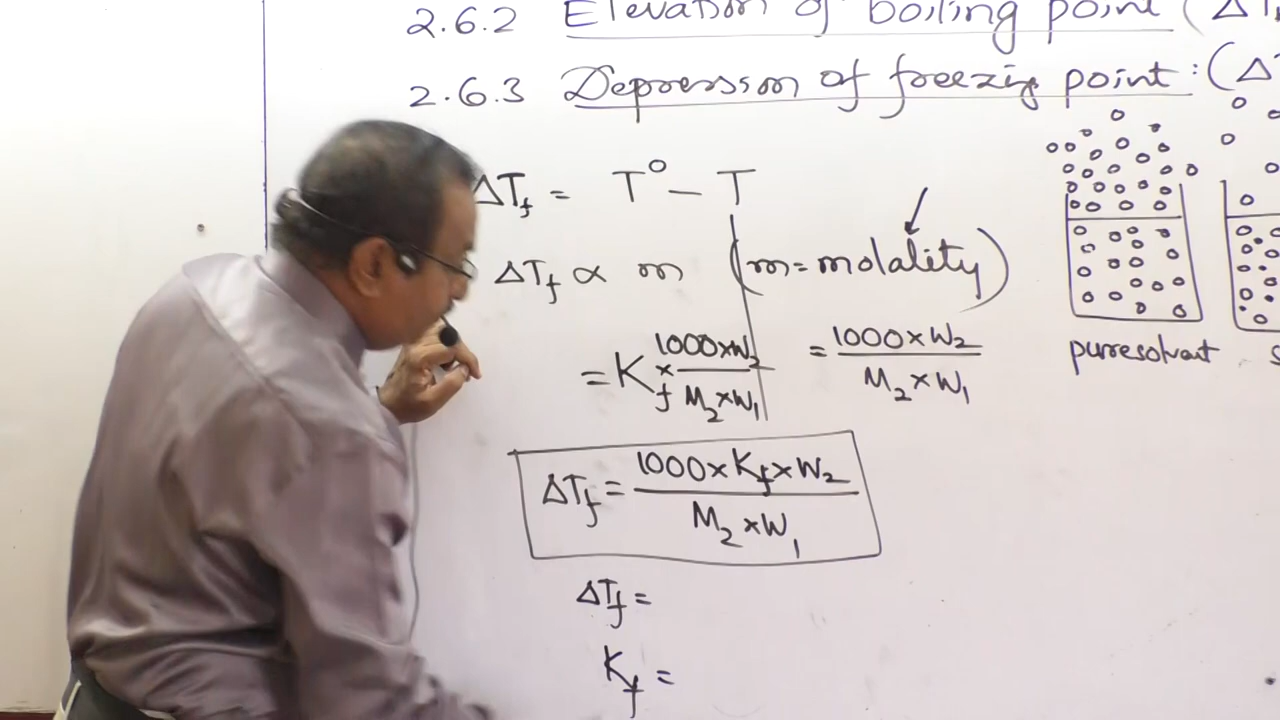 2.6.2 Elevation of boiling point (Δ
2.6.3 Depression of freezing point: (Δ
ΔTf = T° - T
ΔTf ∝ m (m = molality)
= Kf × 1000×W2 / M2×W1 = 1000×W2 / M2×W1
pure solvent
ΔTf = 1000×Kf×W2 / M2×W1
ΔTf =
Kf =